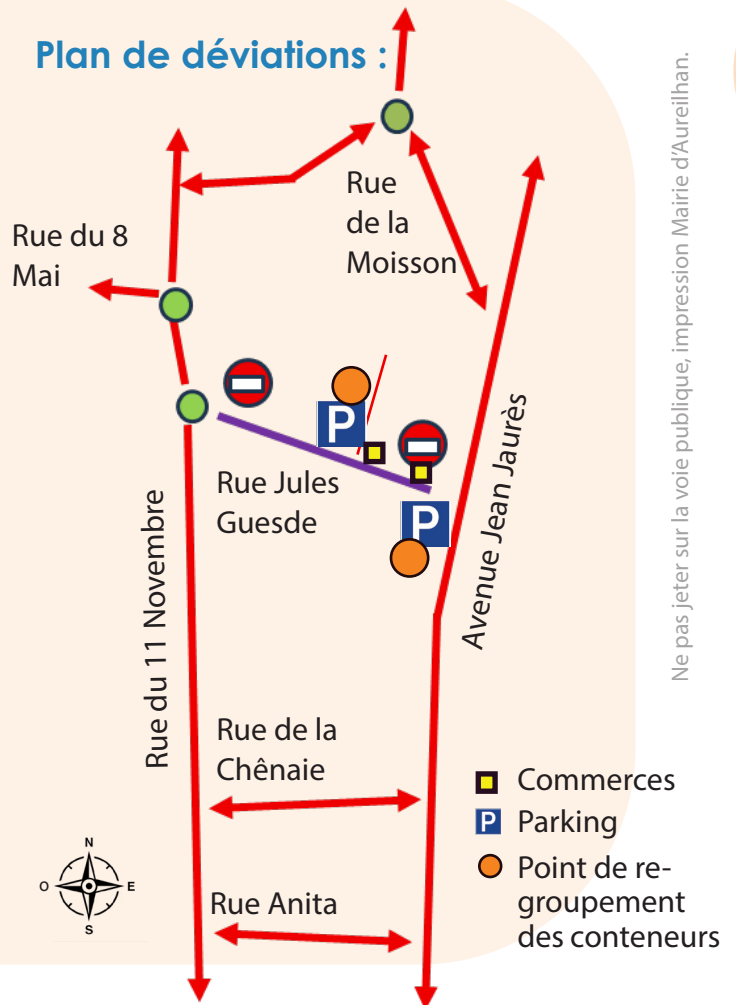 Plan de déviations :
Rue
de la
Moisson
Rue du 8
Mai
P
Rue Jules
Guesde
P
Avenue Jean Jaurès
Rue du 11 Novembre
Rue de la
Chênaie
Rue Anita
N
O
E
S
Commerces
P Parking
Point de re-
groupement
des conteneurs
Ne pas jeter sur la voie publique, impression Mairie d'Aureilhan.